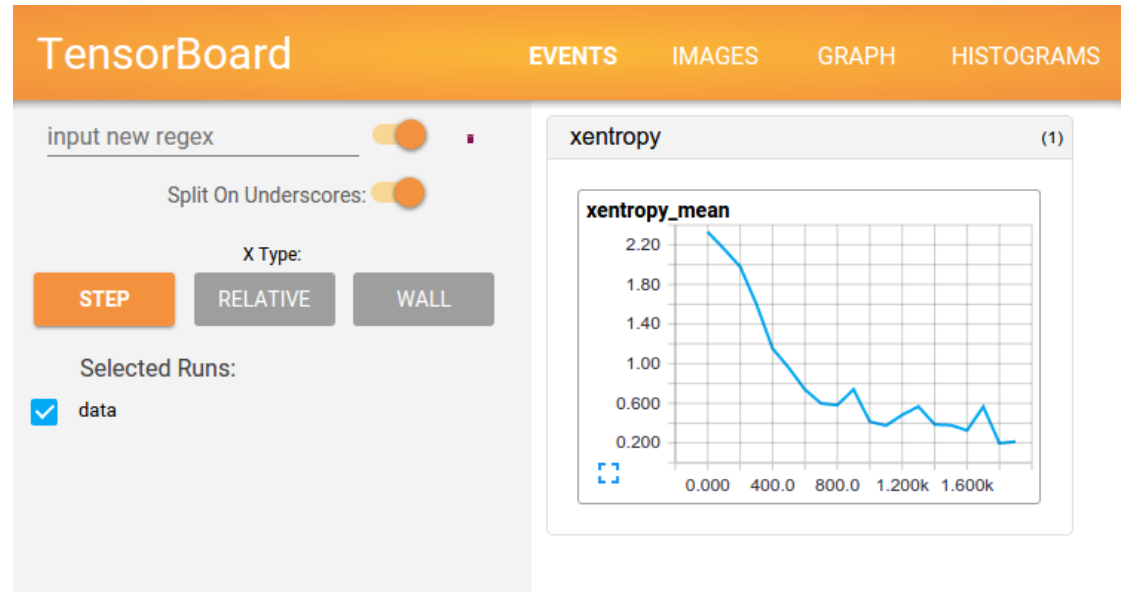 TensorBoard
EVENTS IMAGES GRAPH HISTOGRAMS
input new regex
Split On Underscores:
X Type:
STEP RELATIVE WALL
Selected Runs:
data
xentropy (1)
xentropy_mean
2.20
1.80
1.40
1.00
0.600
0.200
0.000 400.0 800.0 1.200k 1.600k